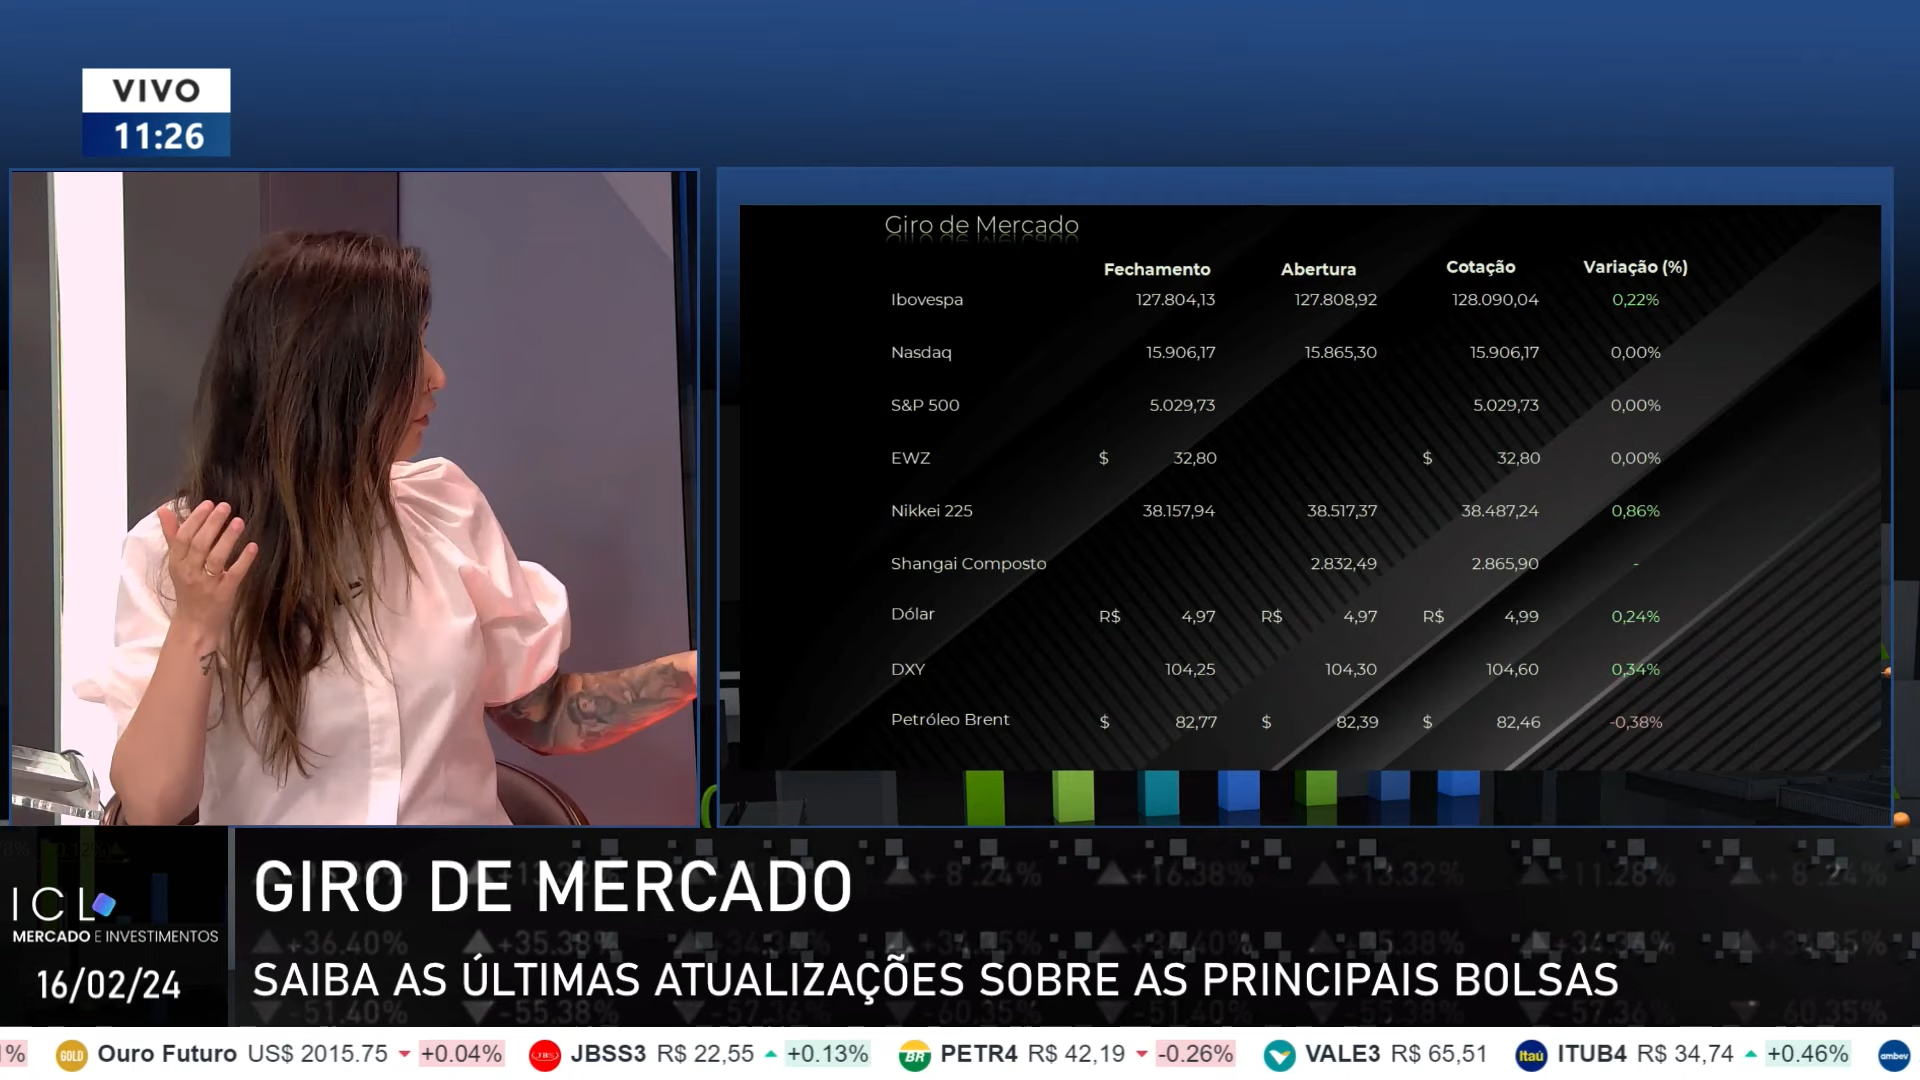 VIVO
11:26
Giro de Mercado
Fechamento Abertura Cotação Variação (%)
Ibovespa 127.804,13 127.808,92 128.090,04 0,22%
Nasdaq 15.906,17 15.865,30 15.906,17 0,00%
S&P 500 5.029,73 5.029,73 0,00%
EWZ $ 32,80 $ 32,80 0,00%
Nikkei 225 38.157,94 38.517,37 38.487,24 0,86%
Shangai Composto 2.832,49 2.865,90 -
Dólar R$ 4,97 R$ 4,97 R$ 4,99 0,24%
DXY 104,25 104,30 104,60 0,34%
Petróleo Brent $ 82,77 $ 82,39 $ 82,46 -0,38%
ICL
MERCADO E INVESTIMENTOS
16/02/24
GIRO DE MERCADO
SAIBA AS ÚLTIMAS ATUALIZAÇÕES SOBRE AS PRINCIPAIS BOLSAS
1% GOLD Ouro Futuro US$ 2015.75 +0.04% JBS JBSS3 R$ 22,55 +0.13% BR PETR4 R$ 42,19 -0.26% VALE3 R$ 65,51 Itaú ITUB4 R$ 34,74 +0.46% ambev